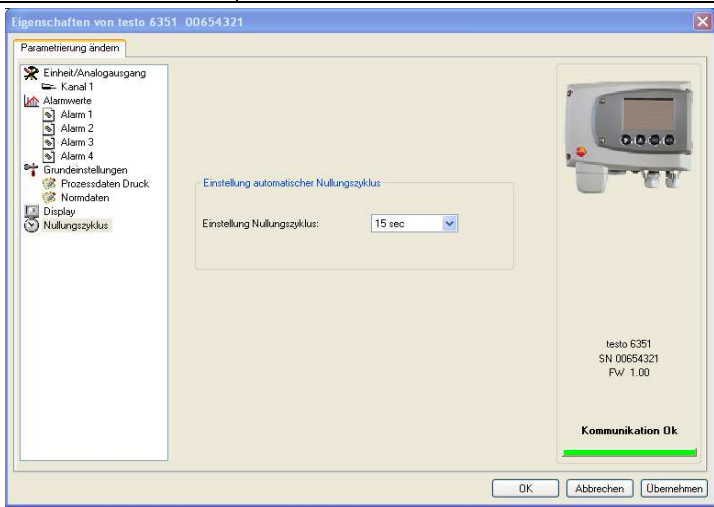 Eigenschaften von testo 6351 00654321
Parametrierung ändern
Einheit/Analogausgang
Kanal 1
Alarmwerte
Alarm 1
Alarm 2
Alarm 3
Alarm 4
Grundeinstellungen
Prozessdaten Druck
Normdaten
Display
Nullungszyklus
Einstellung automatischer Nullungszyklus
Einstellung Nullungszyklus:
15 sec
testo 6351
SN 00654321
FW 1.00
Kommunikation Ok
OK
Abbrechen
Übernehmen